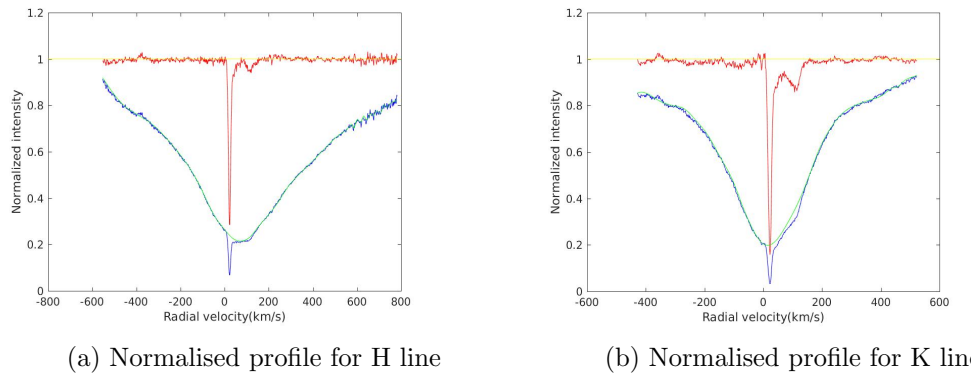 1.2
1
0.8
0.6
0.4
0.2
0
Normalized intensity
-800 -600 -400 -200 0 200 400 600 800
Radial velocity(km/s)
(a) Normalised profile for H line
1.2
1
0.8
0.6
0.4
0.2
0
Normalized intensity
-600 -400 -200 0 200 400 600
Radial velocity(km/s)
(b) Normalised profile for K lin